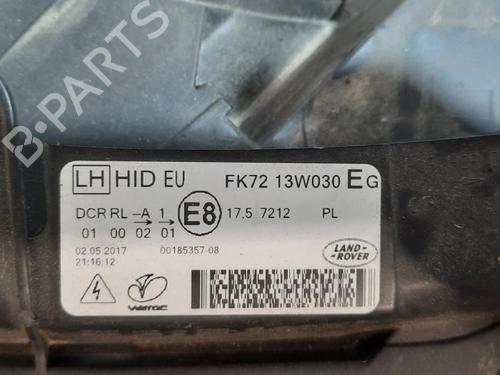 B-PARTS
LH HID EU FK72 13W030 E G
DCR RL -A 1 E8 17,5 7212 PL
01 00 02 01
02.05.2017 00185357-08
21:16:12
LAND-
ROVER
Valeo